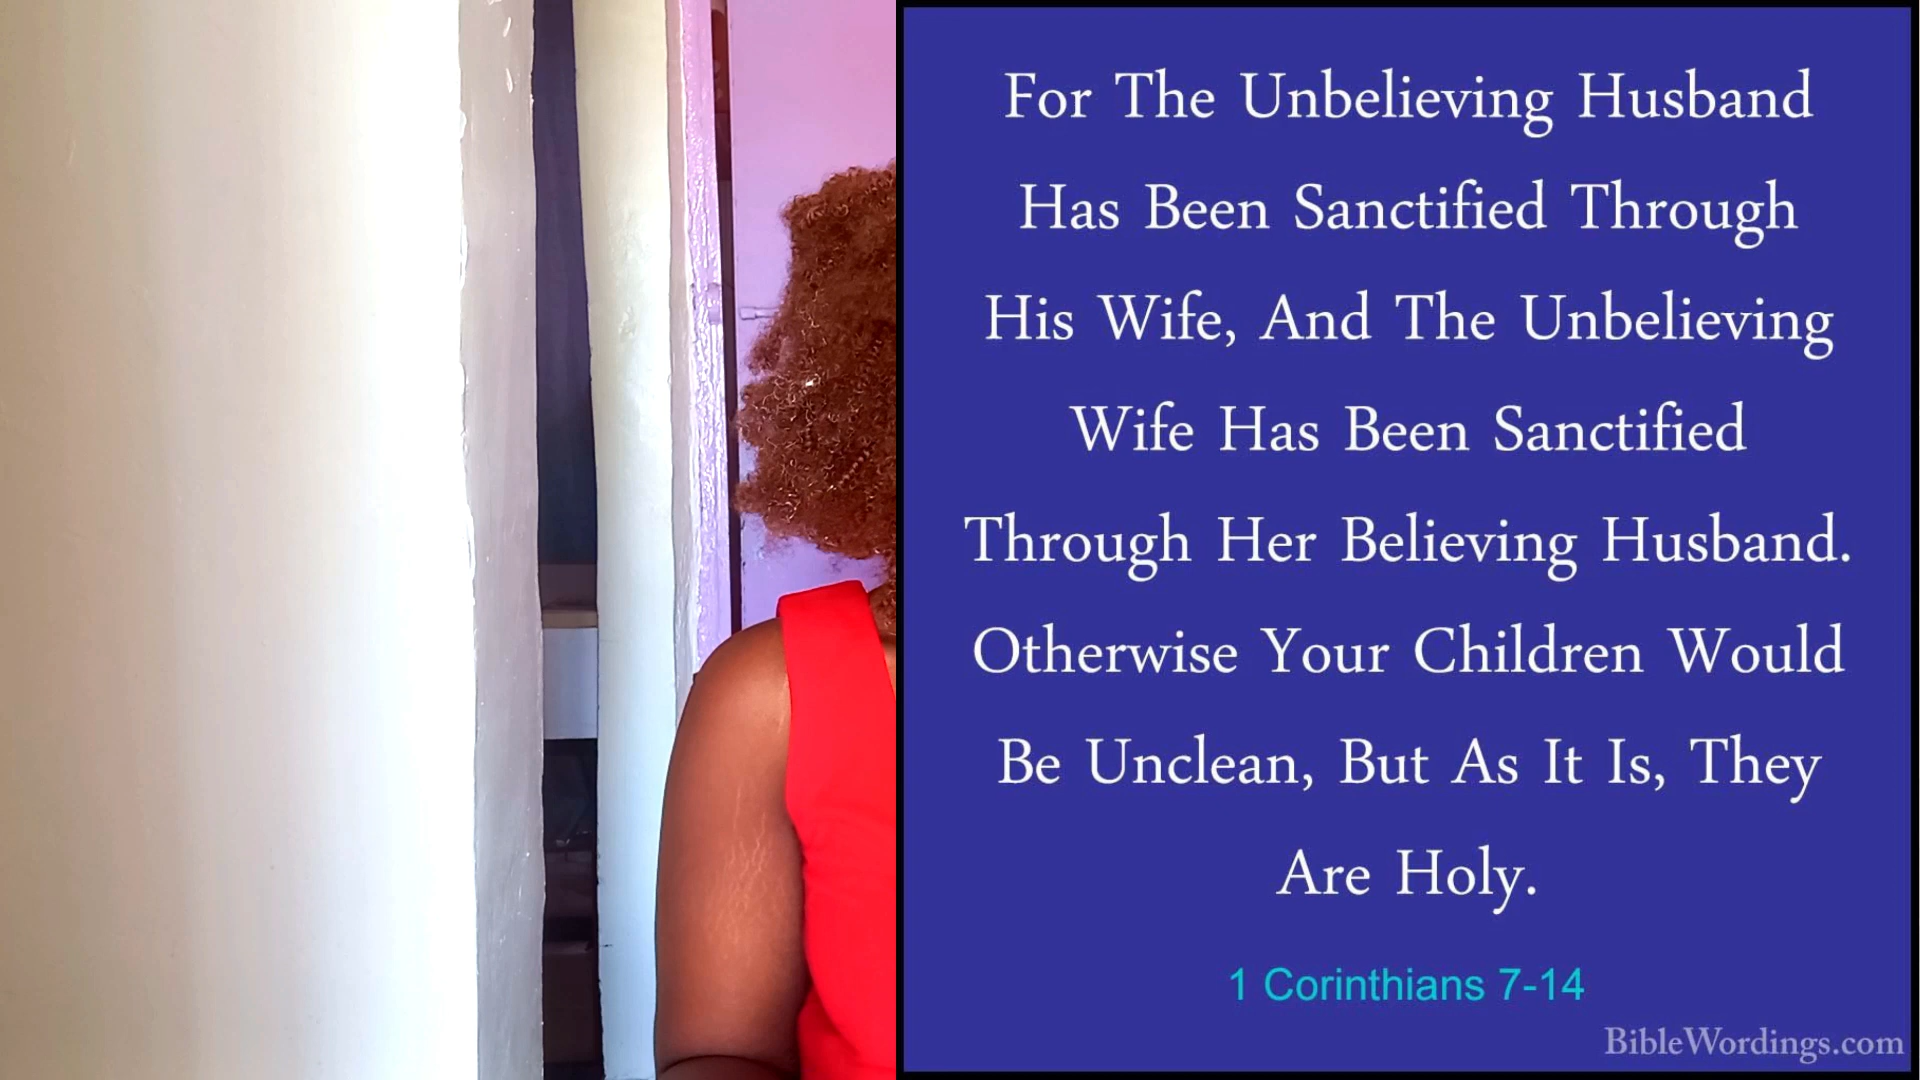 For The Unbelieving Husband
Has Been Sanctified Through
His Wife, And The Unbelieving
Wife Has Been Sanctified
Through Her Believing Husband.
Otherwise Your Children Would
Be Unclean, But As It Is, They
Are Holy.
1 Corinthians 7-14
BibleWordings.com